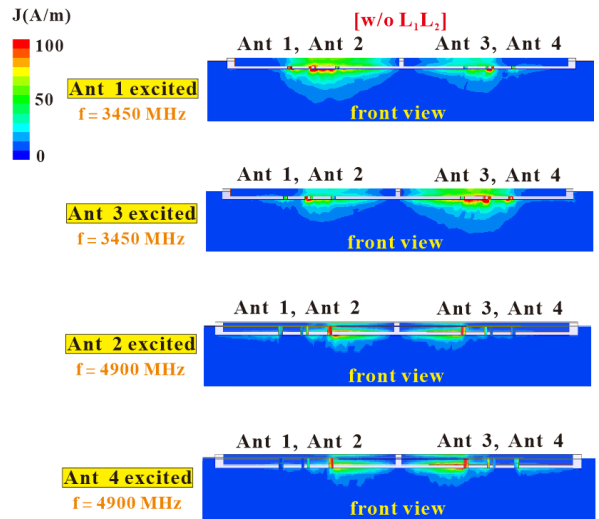 J(A/m)
[w/o L₁L₂]
100
50
0
Ant 1, Ant 2
Ant 3, Ant 4
Ant 1 excited
f = 3450 MHz
front view
Ant 1, Ant 2
Ant 3, Ant 4
Ant 3 excited
f = 3450 MHz
front view
Ant 1, Ant 2
Ant 3, Ant 4
Ant 2 excited
f = 4900 MHz
front view
Ant 1, Ant 2
Ant 3, Ant 4
Ant 4 excited
f = 4900 MHz
front view